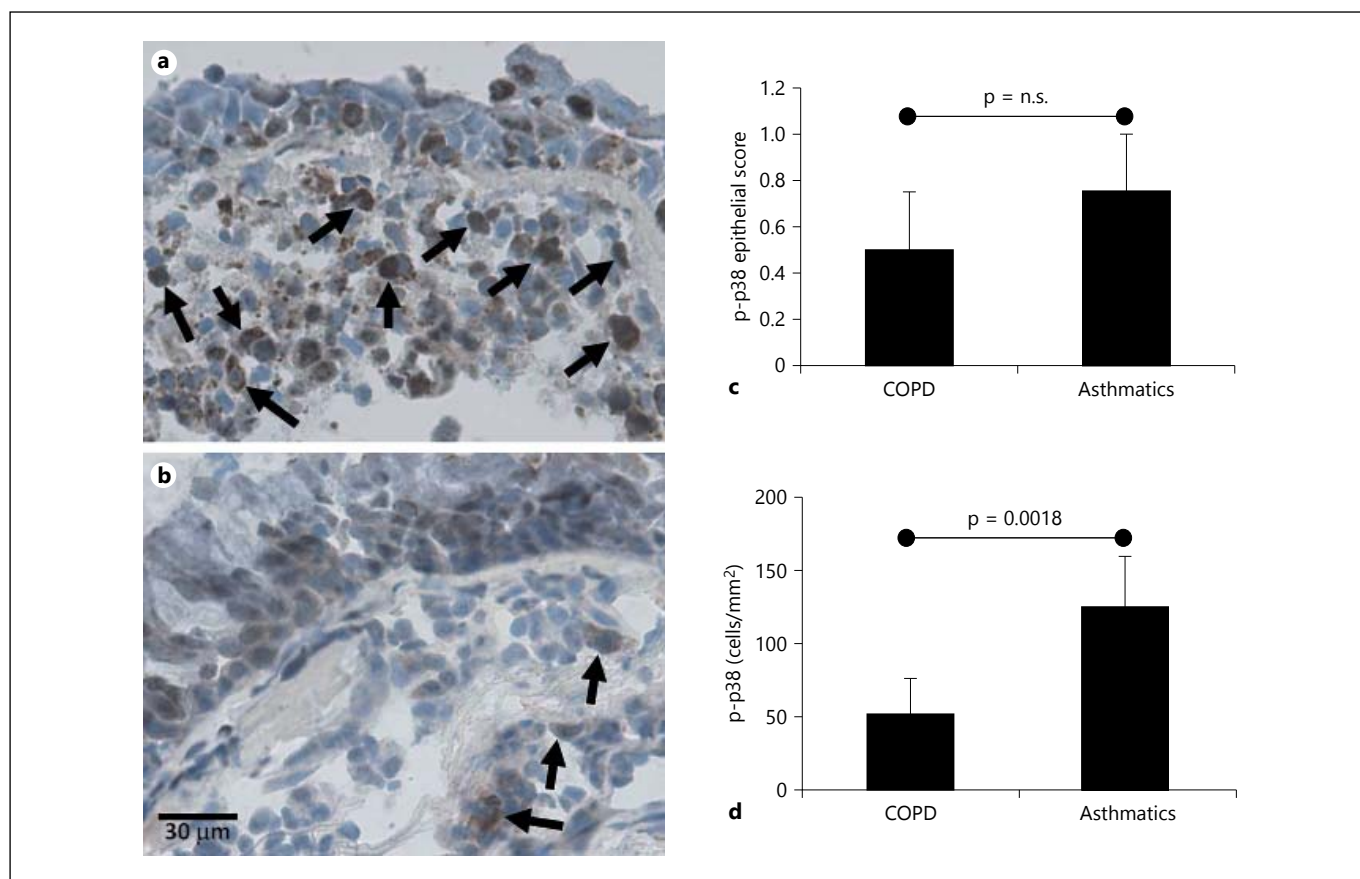 a
b
30 μm
1.2
1.0
0.8
0.6
0.4
0.2
0
p-p38 epithelial score
p = n.s.
COPD
Asthmatics
c
200
150
100
50
0
p-p38 (cells/mm²)
p = 0.0018
COPD
Asthmatics
d